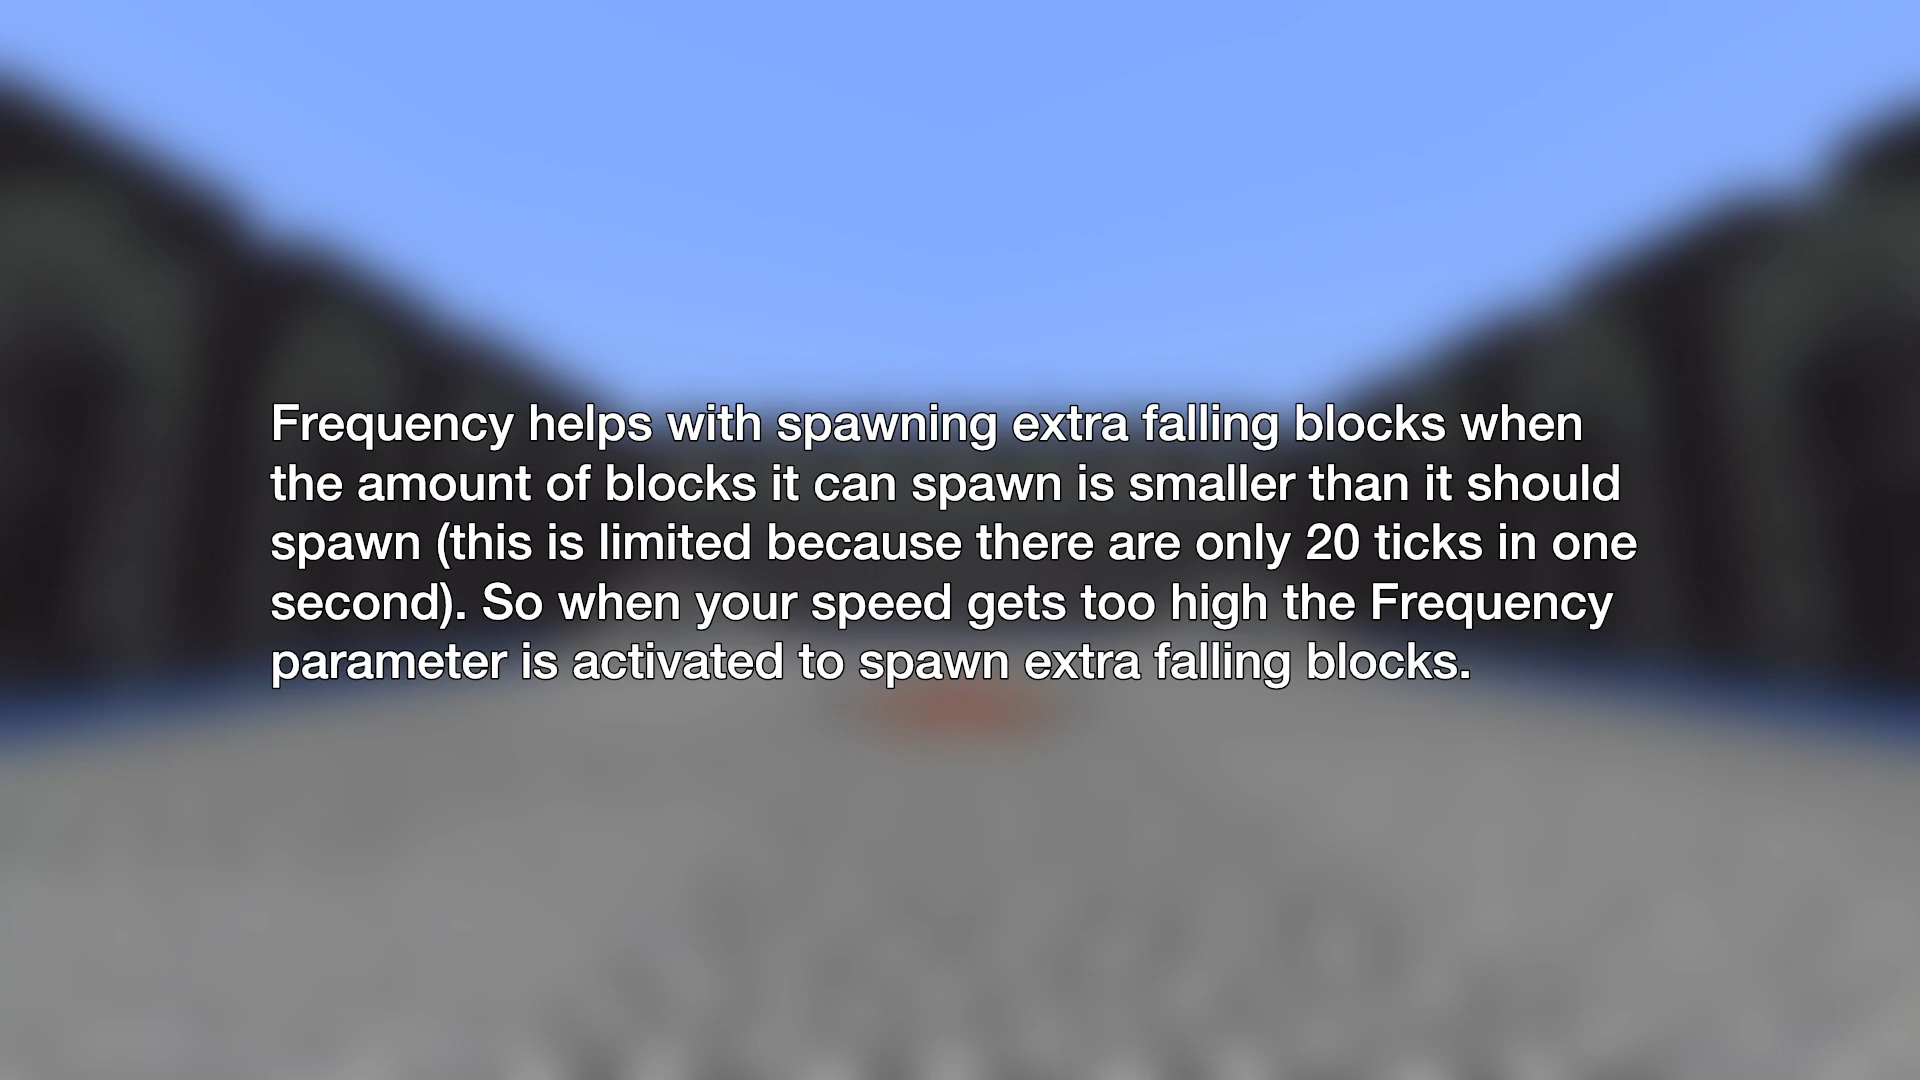 Frequency helps with spawning extra falling blocks when
the amount of blocks it can spawn is smaller than it should
spawn (this is limited because there are only 20 ticks in one
second). So when your speed gets too high the Frequency
parameter is activated to spawn extra falling blocks.